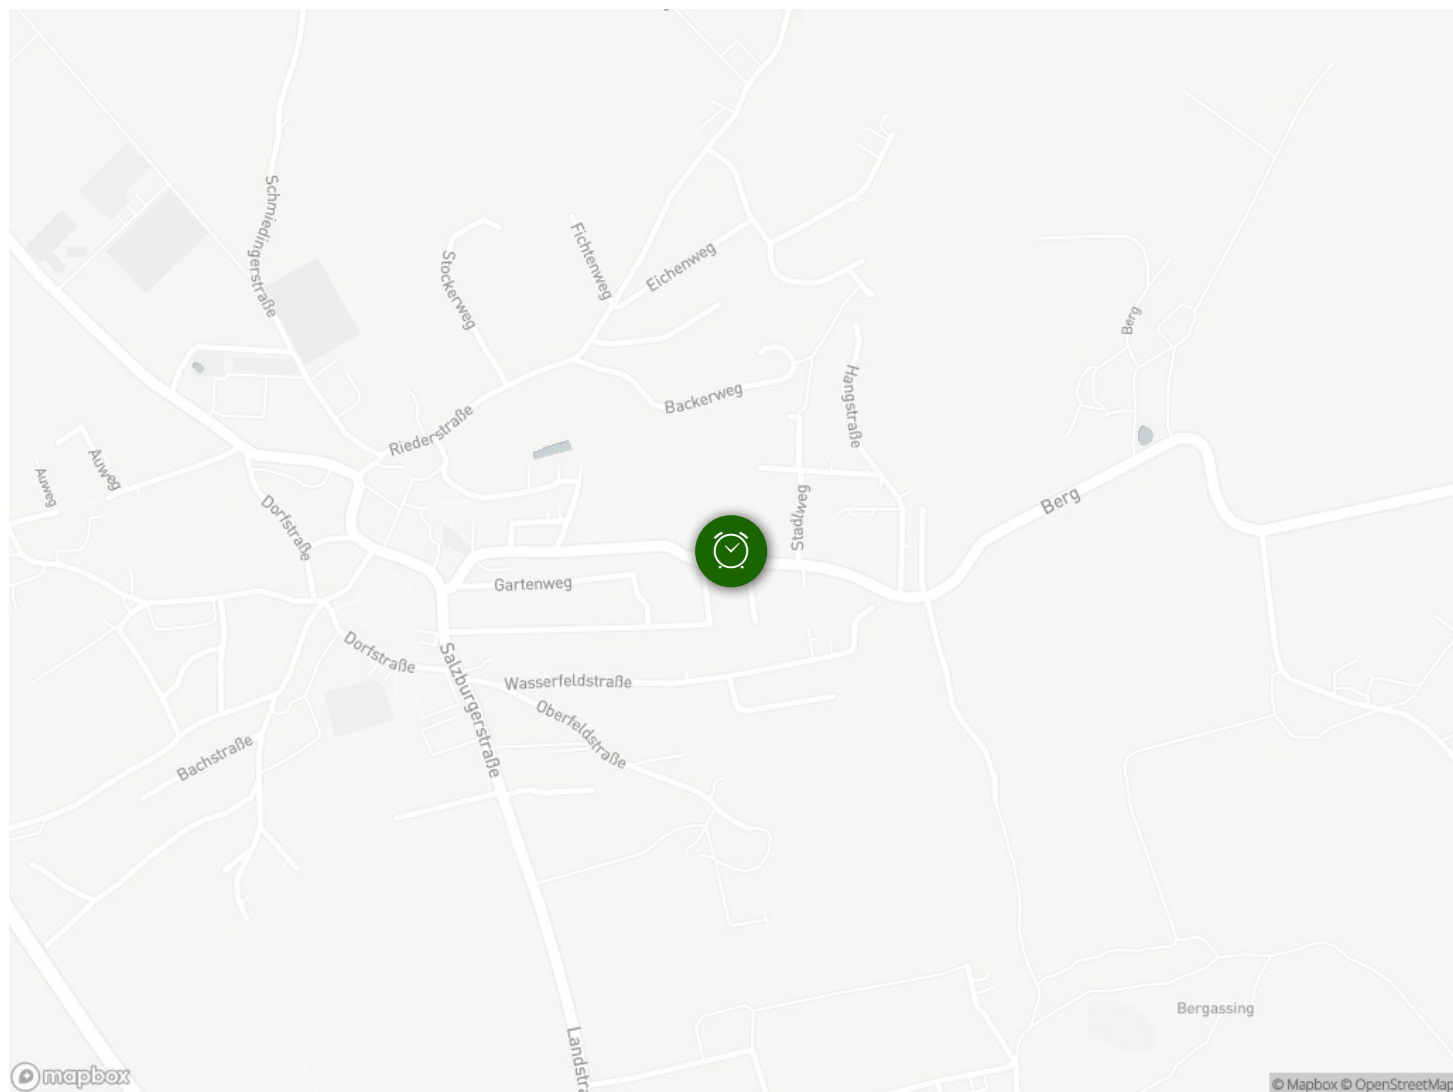 Schmiedingerstraße
Fichtenweg
Eichenweg
Stockerweg
Berg
Hangstraße
Backerweg
Riederstraße
Auweg
Auweg
Dorfstraße
Stadlweg
Berg
Gartenweg
Dorfstraße
Salzburgerstraße
Wasserfeldstraße
Oberfeldstraße
Bachstraße
Bergassing
Landstra
mapbox
© Mapbox © OpenStreetMap